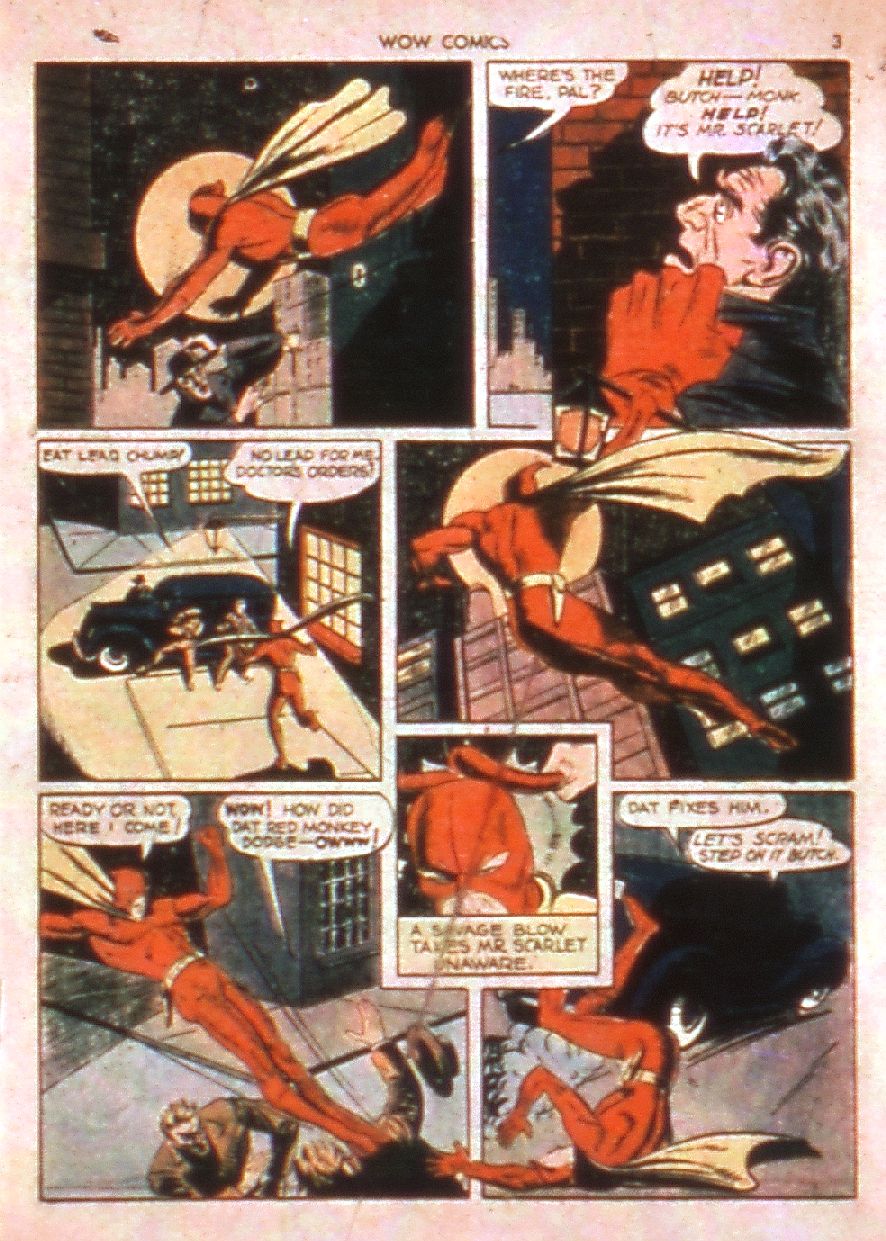 WOW COMICS
3
WHERE'S THE
FIRE, PAL?
HELP!
BUTCH — MONK.
HELP!
IT'S MR. SCARLET!
EAT LEAD CHUMP!
NO LEAD FOR ME,
DOCTORS ORDERS!
READY OR NOT,
HERE I COME!
WOW! HOW DID
DAT RED MONKEY
DODGE—OWWW!
A SAVAGE BLOW
TAKES MR. SCARLET
UNAWARE.
DAT FIXES HIM.
LET'S SCRAM!
STEP ON IT BUTCH.